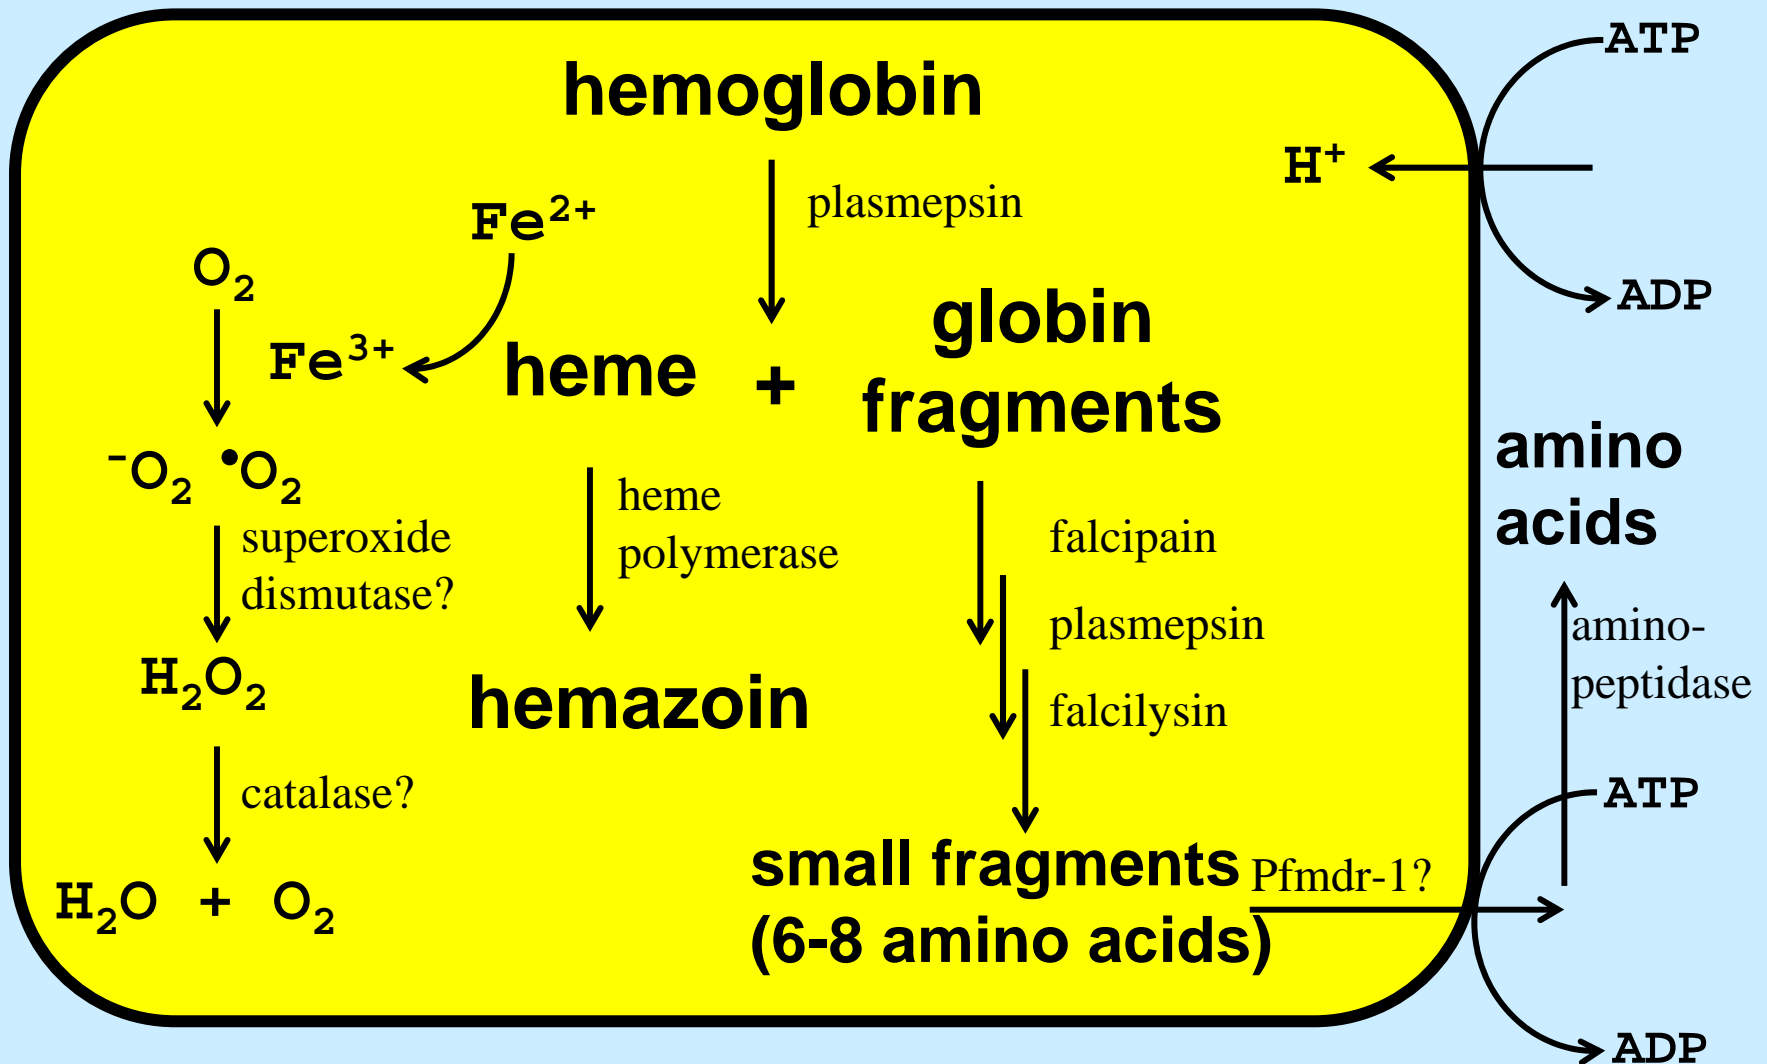 hemoglobin
plasmepsin
Fe²⁺
O₂
Fe³⁺
heme + globin
fragments
⁻O₂ •O₂
superoxide
dismutase?
H₂O₂
catalase?
H₂O + O₂
heme
polymerase
hemazoin
falcipain
plasmepsin
falcilysin
small fragments
(6-8 amino acids)
Pfmdr-1?
H⁺
ATP
ADP
amino
acids
amino-
peptidase
ATP
ADP